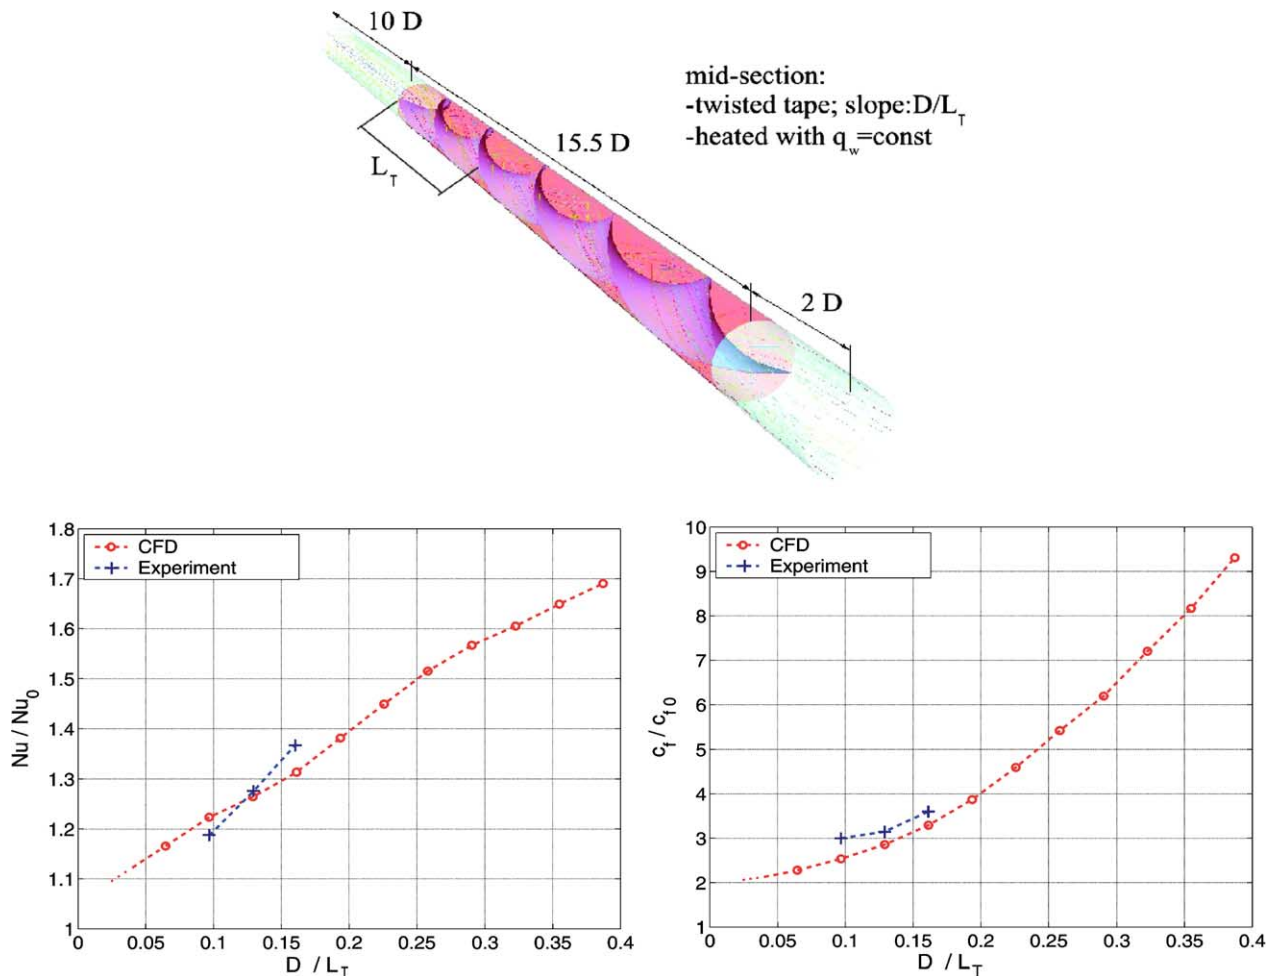 10 D
mid-section:
-twisted tape; slope:D/L_T
-heated with q_w=const
15.5 D
L_T
2 D
1.8
1.7
1.6
1.5
1.4
1.3
1.2
1.1
1
Nu / Nu_0
CFD
Experiment
0 0.05 0.1 0.15 0.2 0.25 0.3 0.35 0.4
D / L_T
10
9
8
7
6
5
4
3
2
1
c_f / c_f 0
CFD
Experiment
0 0.05 0.1 0.15 0.2 0.25 0.3 0.35 0.4
D / L_T